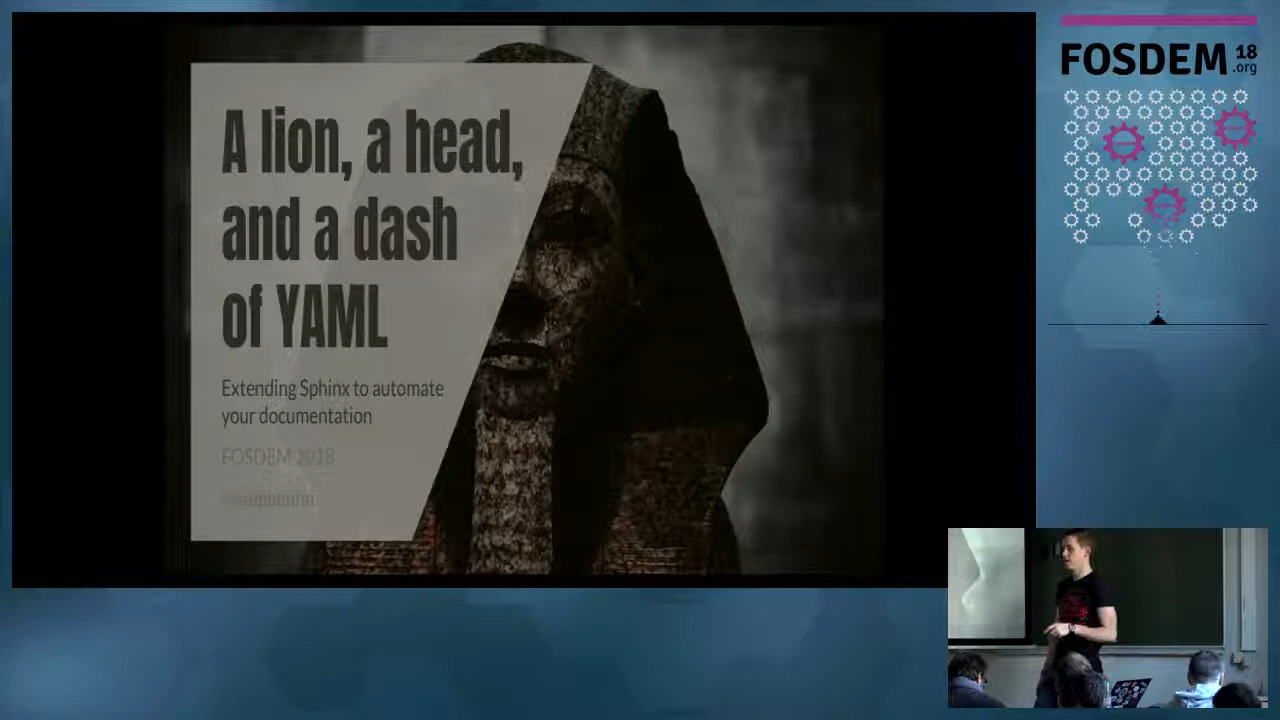 A lion, a head,
and a dash
of YAML
Extending Sphinx to automate
your documentation
FOSDEM 2018
FOSDEM 18
.org